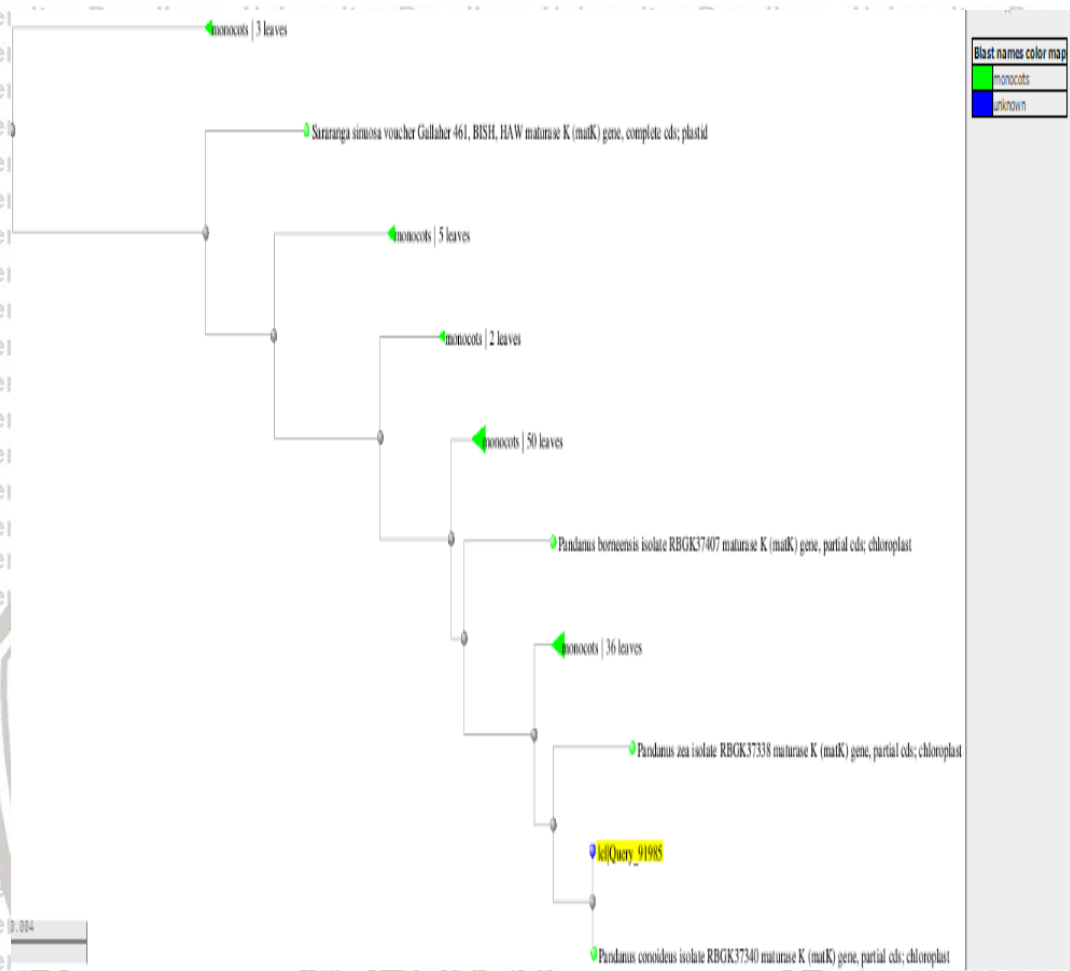 monocots | 3 leaves
Blast names color map
monocots
unknown
Sararanga sinuosa voucher Gallaher 461, BISH, HAW maturase K (matK) gene, complete cds; plastid
monocots | 5 leaves
monocots | 2 leaves
monocots | 50 leaves
Pandanus borneensis isolate RBGK37407 maturase K (matK) gene, partial cds; chloroplast
monocots | 36 leaves
Pandanus zea isolate RBGK37338 maturase K (matK) gene, partial cds; chloroplast
lcl|Query_91985
0.004
Pandanus conoideus isolate RBGK37340 maturase K (matK) gene, partial cds; chloroplast